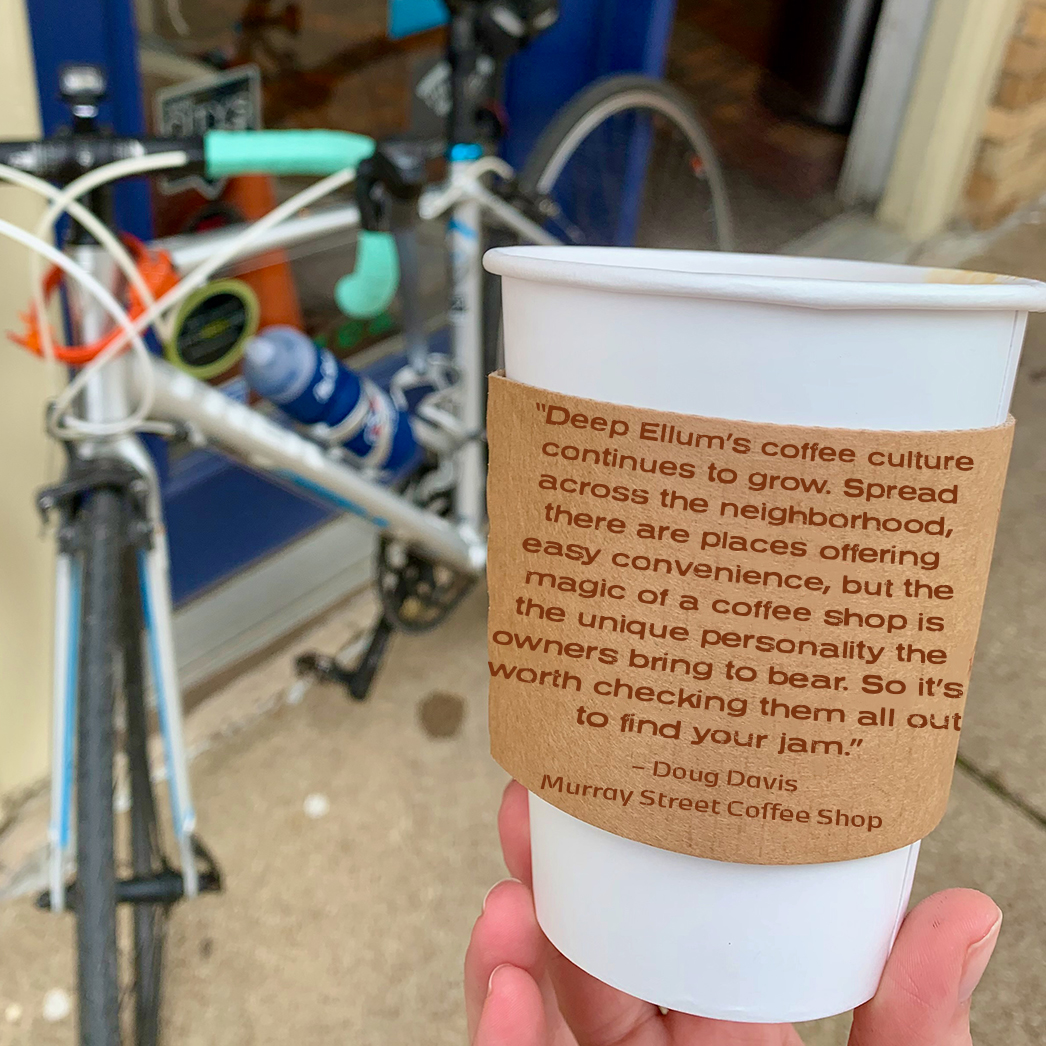 "Deep Ellum's coffee culture
continues to grow. Spread
across the neighborhood,
there are places offering
easy convenience, but the
magic of a coffee shop is
the unique personality the
owners bring to bear. So it's
worth checking them all out
to find your jam."
– Doug Davis
Murray Street Coffee Shop